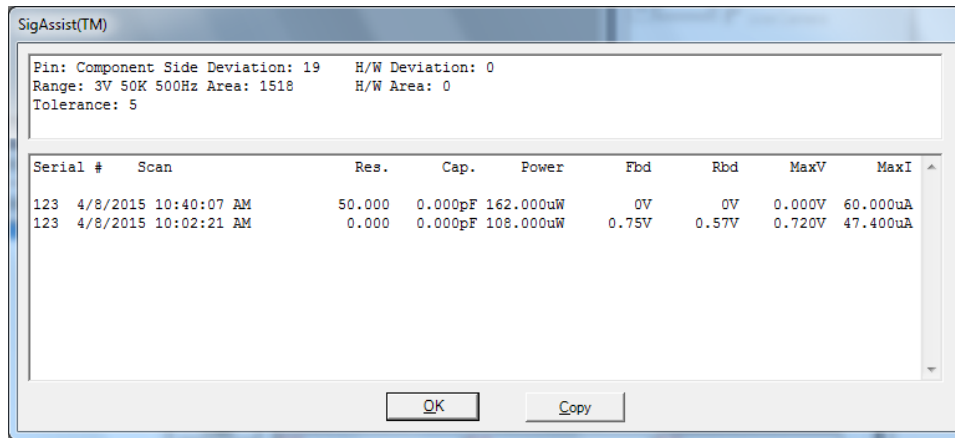 SigAssist(TM)
Pin: Component Side Deviation: 19 H/W Deviation: 0
Range: 3V 50K 500Hz Area: 1518 H/W Area: 0
Tolerance: 5
Serial # Scan Res. Cap. Power Fbd Rbd MaxV MaxI
123 4/8/2015 10:40:07 AM 50.000 0.000pF 162.000uW 0V 0V 0.000V 60.000uA
123 4/8/2015 10:02:21 AM 0.000 0.000pF 108.000uW 0.75V 0.57V 0.720V 47.400uA
OK Copy